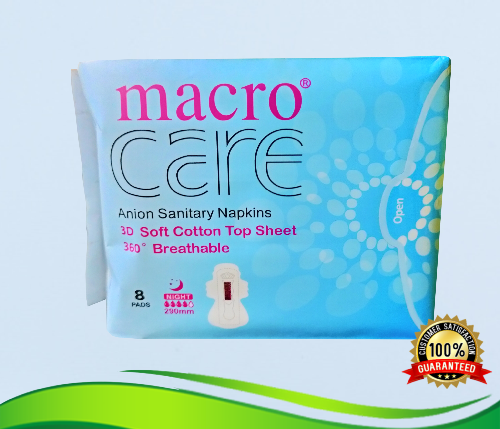 macro®
care
Anion Sanitary Napkins
3D Soft Cotton Top Sheet
360° Breathable
8
PADS
NIGHT
290mm
Open
CUSTOMER SATISFACTION
100%
GUARANTEED